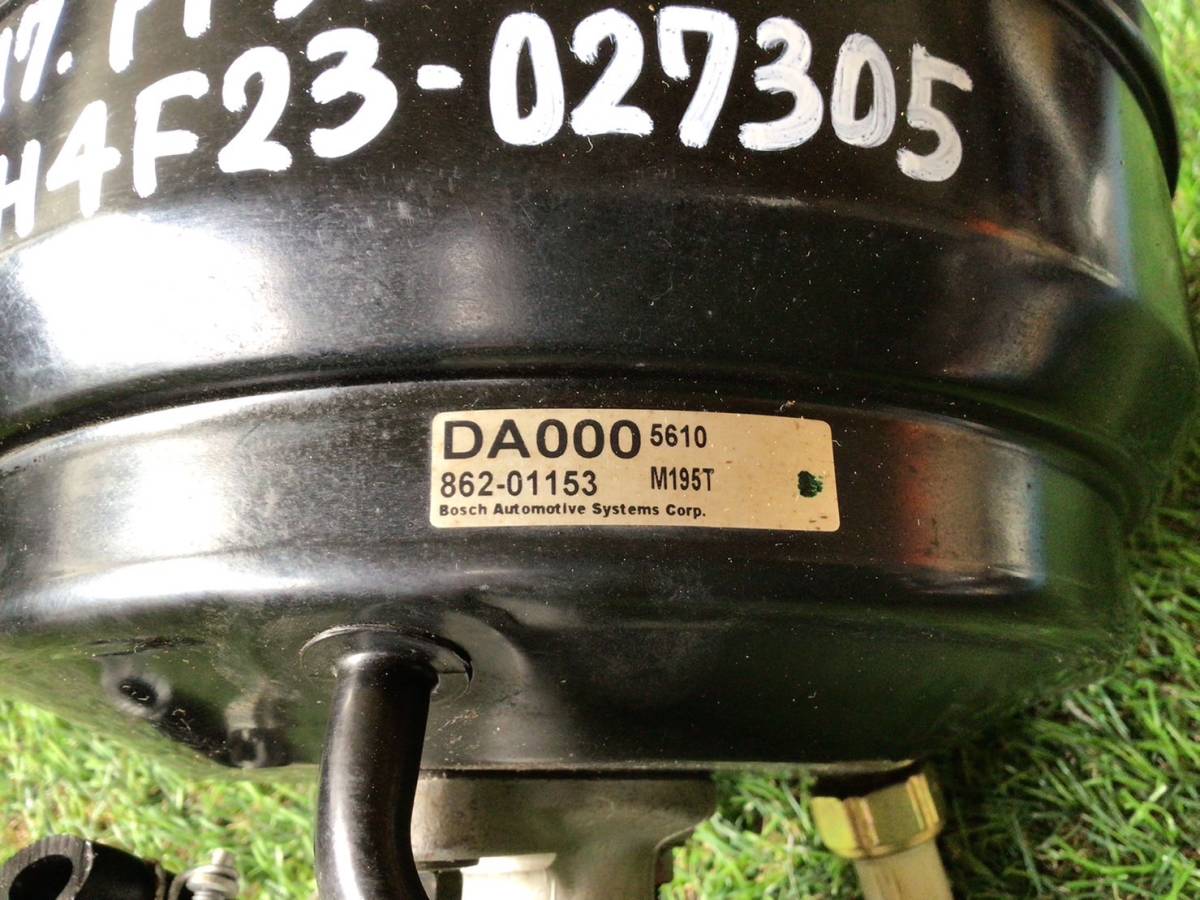 H4F23-027305
DA000 5610
862-01153 M195T
Bosch Automotive Systems Corp.